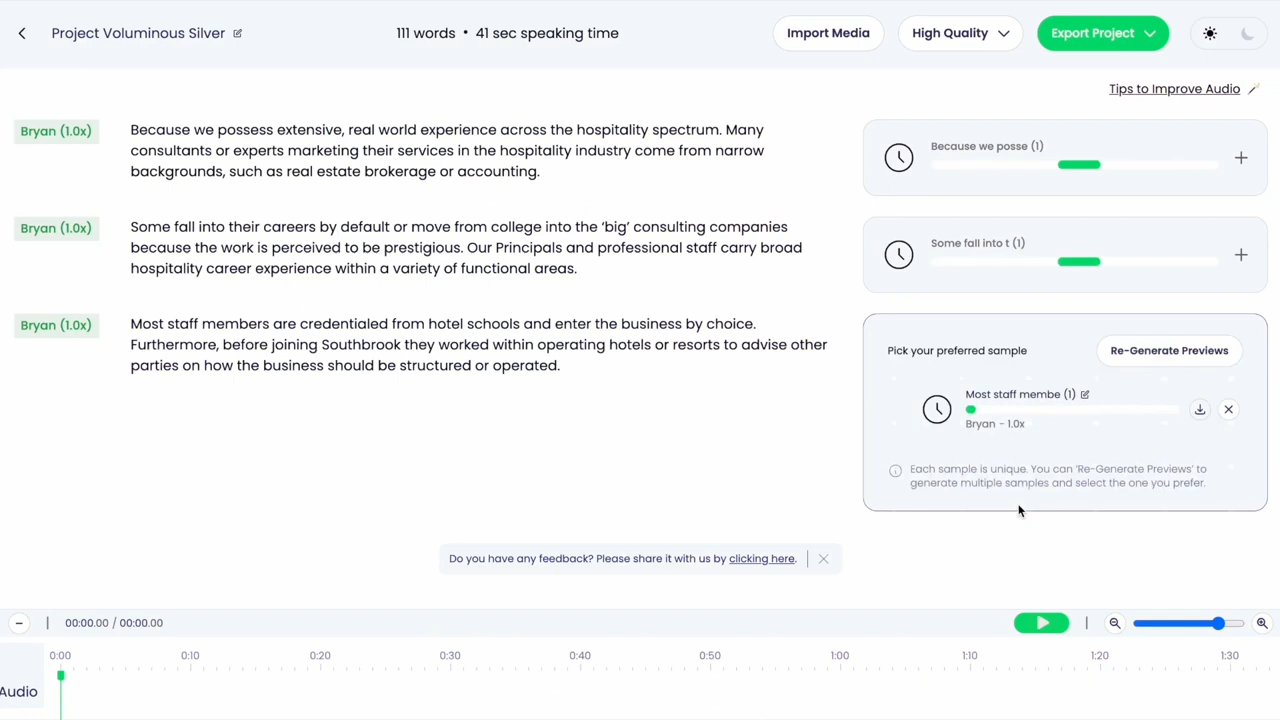 Project Voluminous Silver
111 words • 41 sec speaking time
Import Media
High Quality
Export Project
Tips to Improve Audio
Bryan (1.0x)
Because we possess extensive, real world experience across the hospitality spectrum. Many
consultants or experts marketing their services in the hospitality industry come from narrow
backgrounds, such as real estate brokerage or accounting.
Because we posse (1)
Bryan (1.0x)
Some fall into their careers by default or move from college into the ‘big’ consulting companies
because the work is perceived to be prestigious. Our Principals and professional staff carry broad
hospitality career experience within a variety of functional areas.
Some fall into t (1)
Bryan (1.0x)
Most staff members are credentialed from hotel schools and enter the business by choice.
Furthermore, before joining Southbrook they worked within operating hotels or resorts to advise other
parties on how the business should be structured or operated.
Pick your preferred sample
Re-Generate Previews
Most staff membe (1)
Bryan - 1.0x
Each sample is unique. You can ‘Re-Generate Previews’ to
generate multiple samples and select the one you prefer.
Do you have any feedback? Please share it with us by clicking here.
00:00.00 / 00:00.00
0:00 0:10 0:20 0:30 0:40 0:50 1:00 1:10 1:20 1:30
Audio